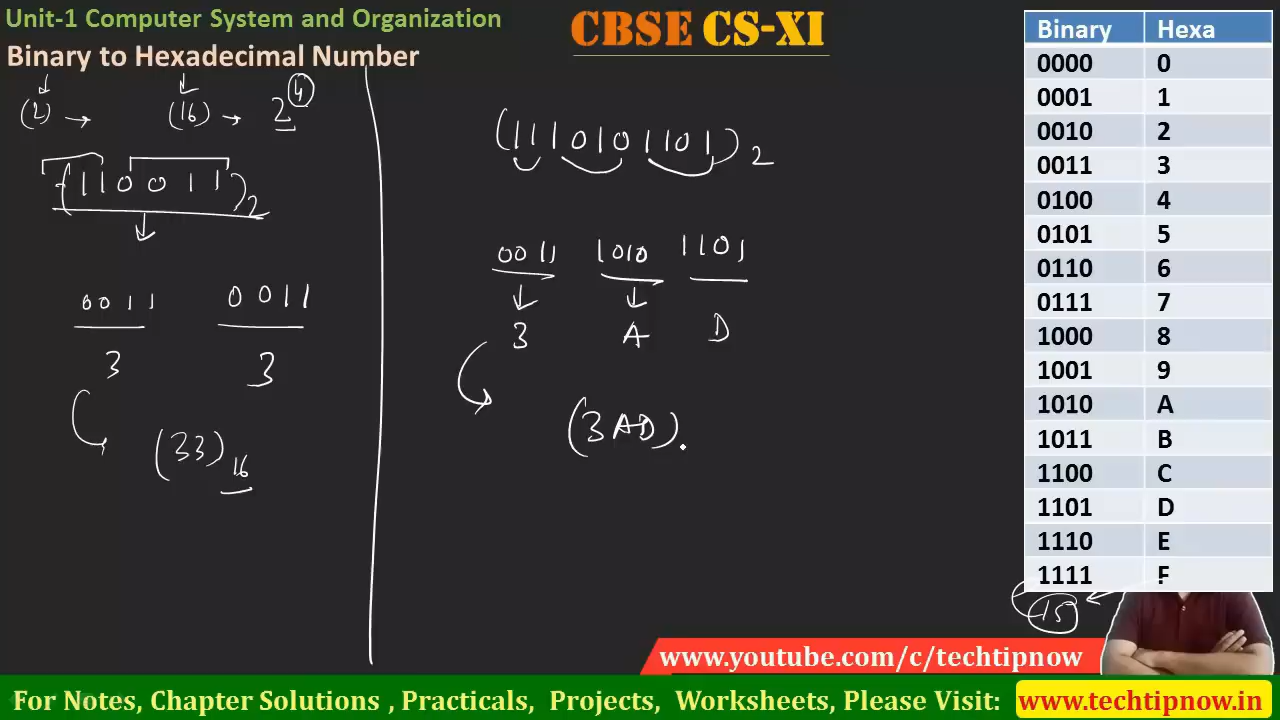 Unit-1 Computer System and Organization
CBSE CS-XI
Binary to Hexadecimal Number
(2) → (16) → 2^4
(110011)2
0011 0011
3 3
(33)16
(1110101101)2
0011 1010 1101
3 A D
(3AD)
Binary Hexa
0000 0
0001 1
0010 2
0011 3
0100 4
0101 5
0110 6
0111 7
1000 8
1001 9
1010 A
1011 B
1100 C
1101 D
1110 E
1111 F
15
www.youtube.com/c/techtipnow
For Notes, Chapter Solutions , Practicals, Projects, Worksheets, Please Visit: www.techtipnow.in